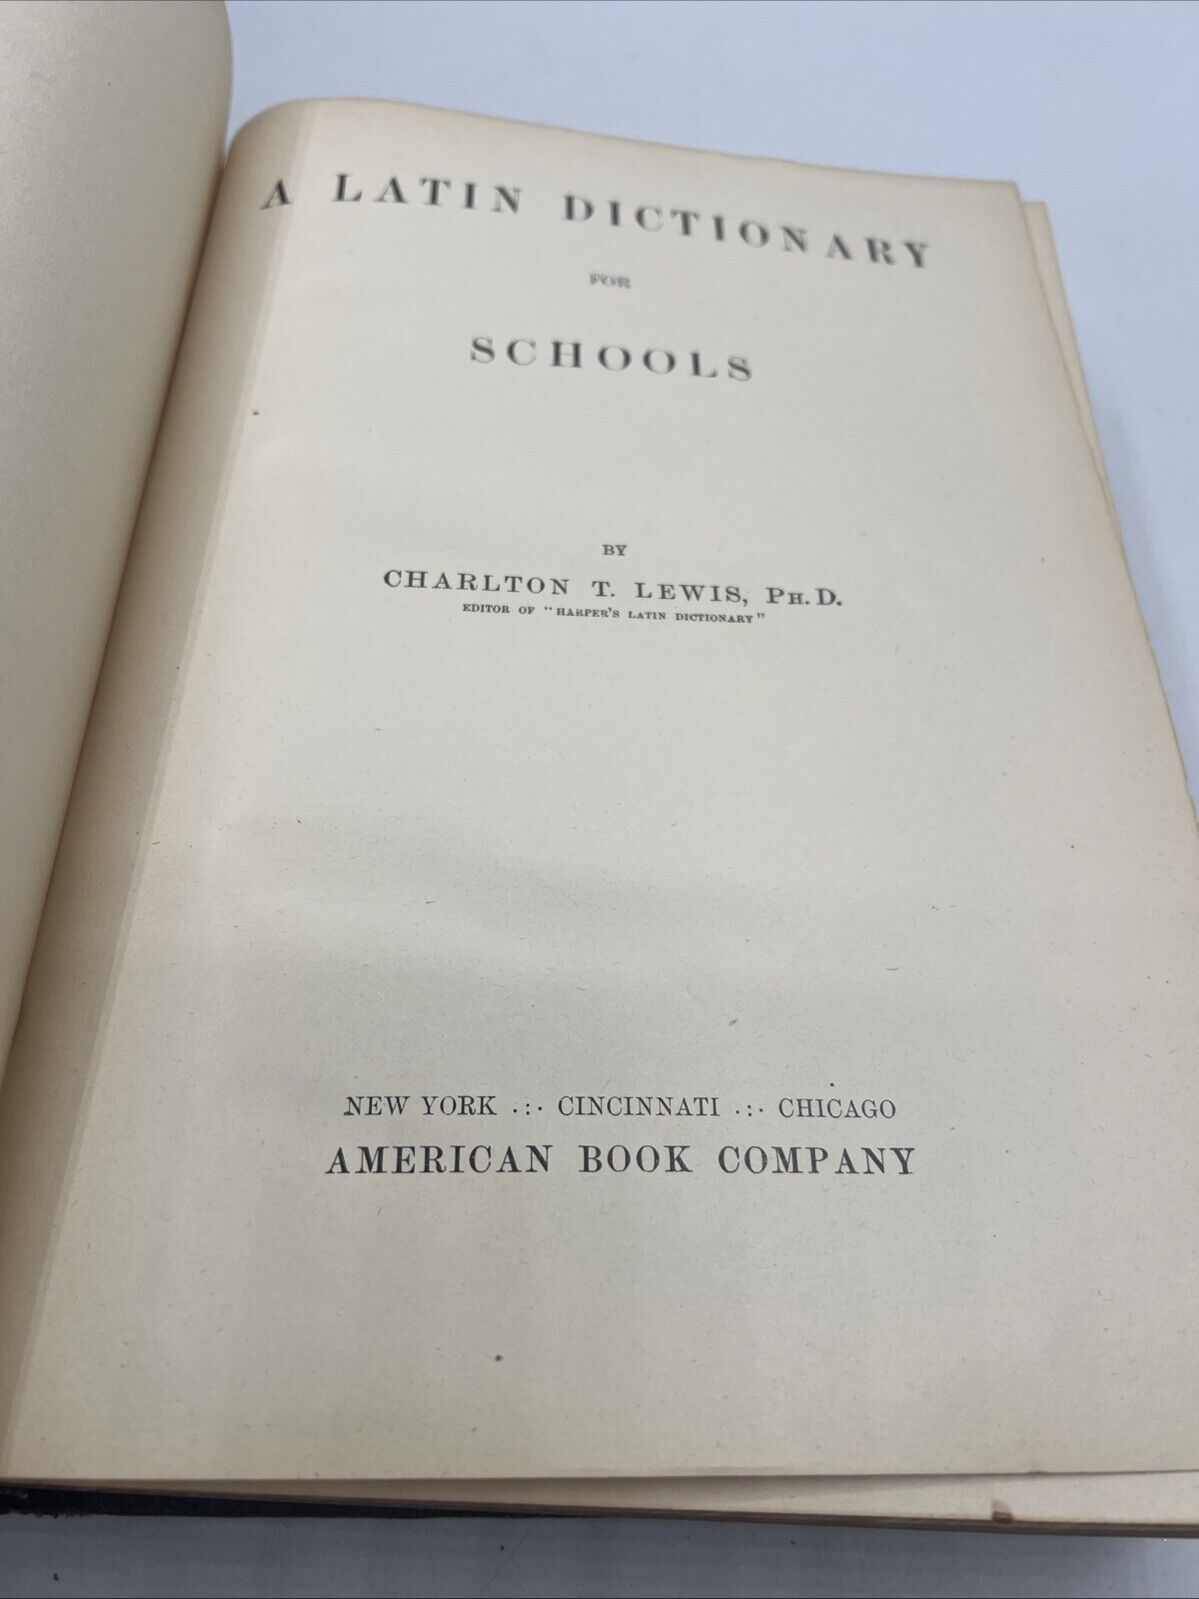 A LATIN DICTIONARY
FOR
SCHOOLS
BY
CHARLTON T. LEWIS, PH.D.
EDITOR OF "HARPER'S LATIN DICTIONARY"
NEW YORK .:. CINCINNATI .:. CHICAGO
AMERICAN BOOK COMPANY